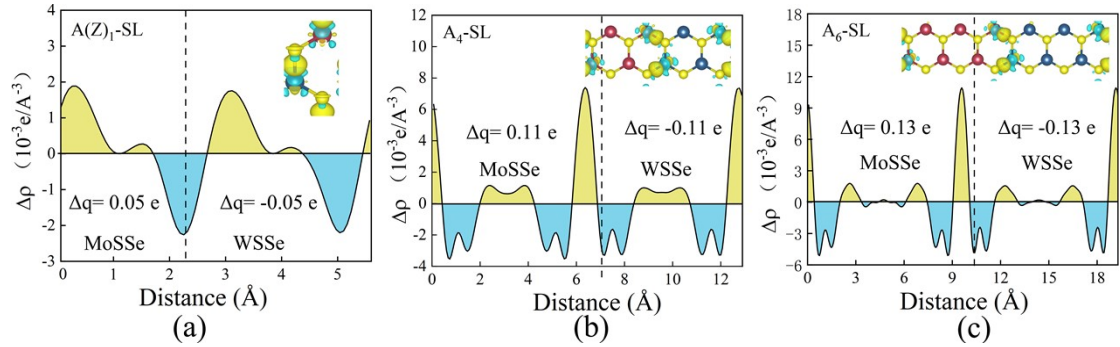 A(Z)₁-SL
Δρ (10⁻³e/A⁻³)
4
3
2
1
0
-1
-2
-3
Δq= 0.05 e
Δq= -0.05 e
MoSSe
WSSe
0 1 2 3 4 5
Distance (Å)
(a)
A₄-SL
Δρ (10⁻³e/A⁻³)
12
10
8
6
4
2
0
-2
-4
Δq= 0.11 e
Δq= -0.11 e
MoSSe
WSSe
0 2 4 6 8 10 12
Distance (Å)
(b)
A₆-SL
Δρ (10⁻³e/A⁻³)
18
15
12
9
6
3
0
-3
-6
Δq= 0.13 e
Δq= -0.13 e
MoSSe
WSSe
0 3 6 9 12 15 18
Distance (Å)
(c)